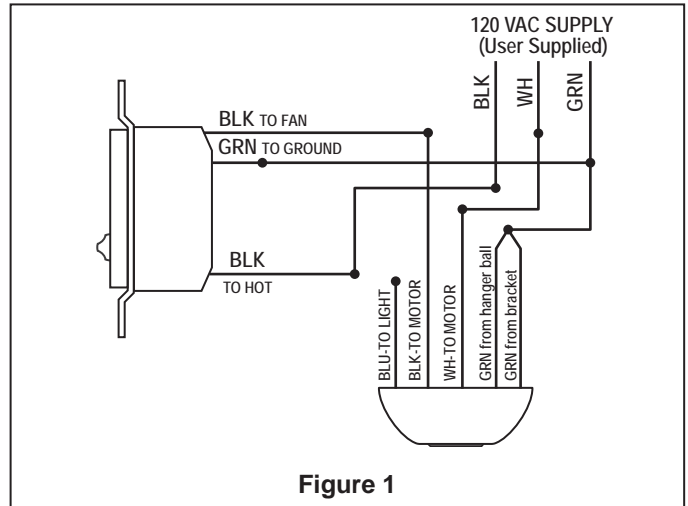 120 VAC SUPPLY
(User Supplied)
BLK
WH
GRN
BLK TO FAN
GRN TO GROUND
BLK
TO HOT
BLU-TO LIGHT
BLK-TO MOTOR
WH-TO MOTOR
GRN from hanger ball
GRN from bracket
Figure 1